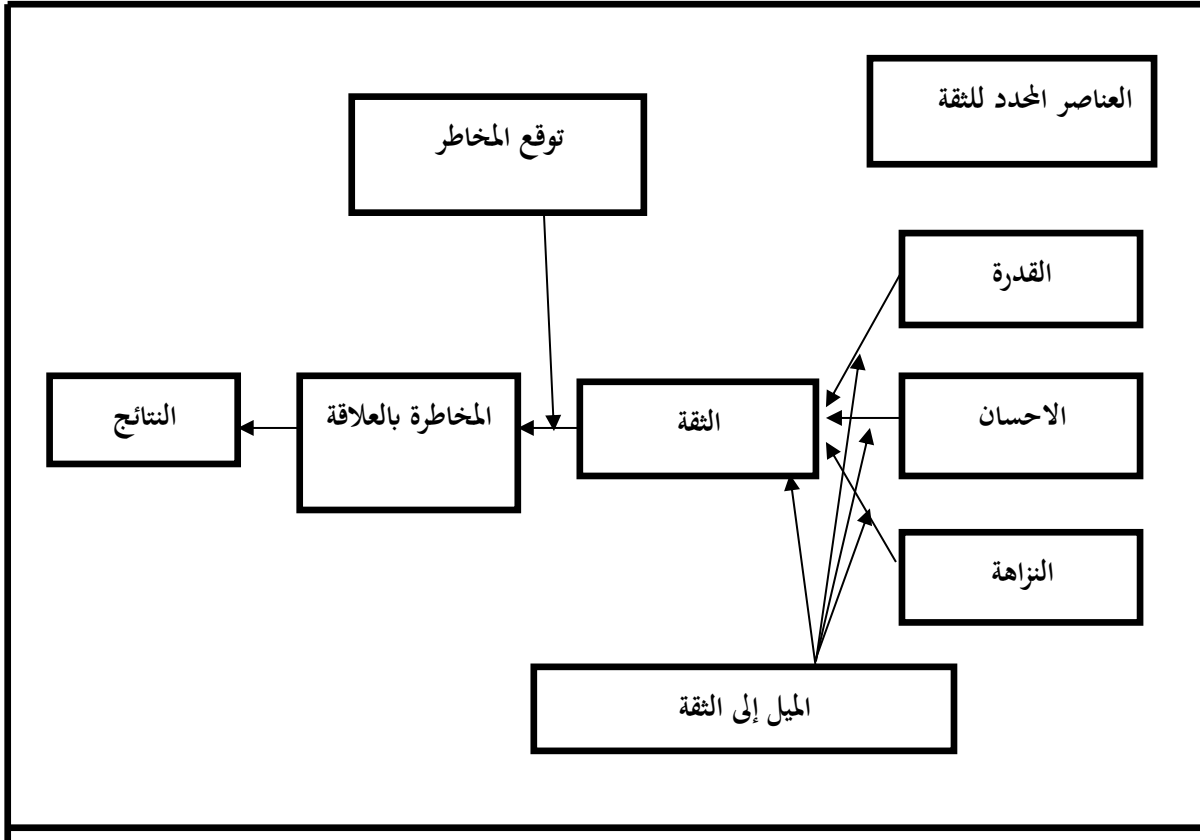 العناصر المحدد للثقة
توقع المخاطر
القدرة
الاحسان
الثقة
المخاطرة بالعلاقة
النتائج
النزاهة
الميل إلى الثقة